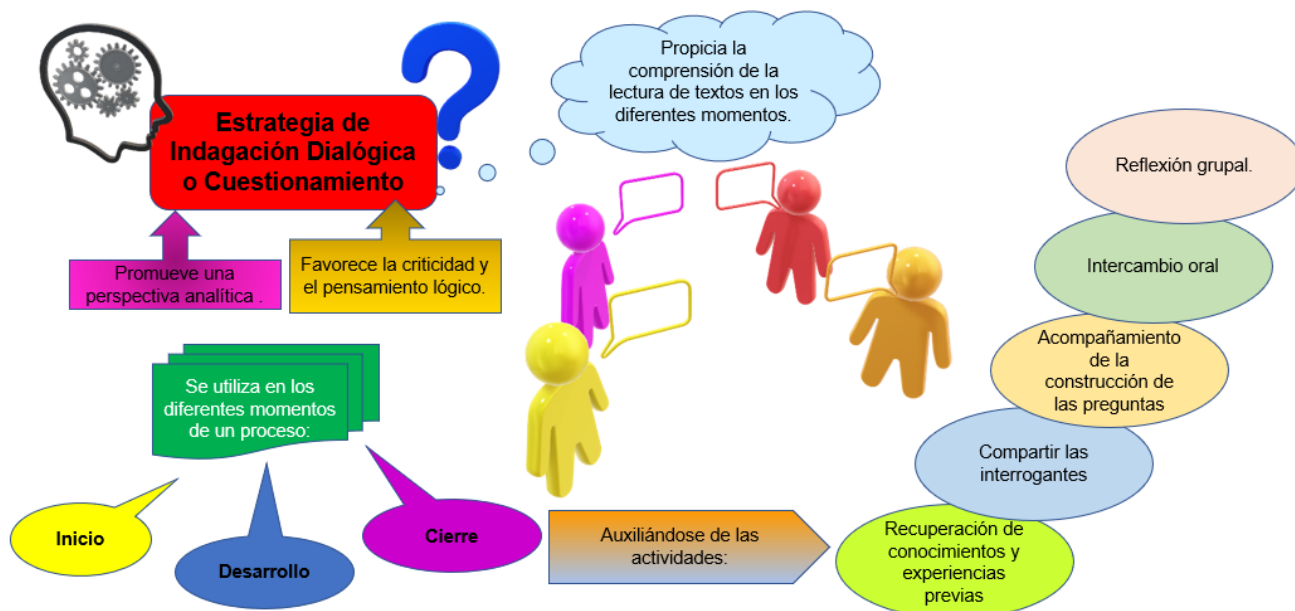 Estrategia de
Indagación Dialógica
o Cuestionamiento
Propicia la
comprensión de la
lectura de textos en los
diferentes momentos.
Promueve una
perspectiva analítica .
Favorece la criticidad y
el pensamiento lógico.
Se utiliza en los
diferentes momentos
de un proceso:
Inicio
Desarrollo
Cierre
Auxiliándose de las
actividades:
Reflexión grupal.
Intercambio oral
Acompañamiento
de la
construcción de
las preguntas
Compartir las
interrogantes
Recuperación de
conocimientos y
experiencias
previas